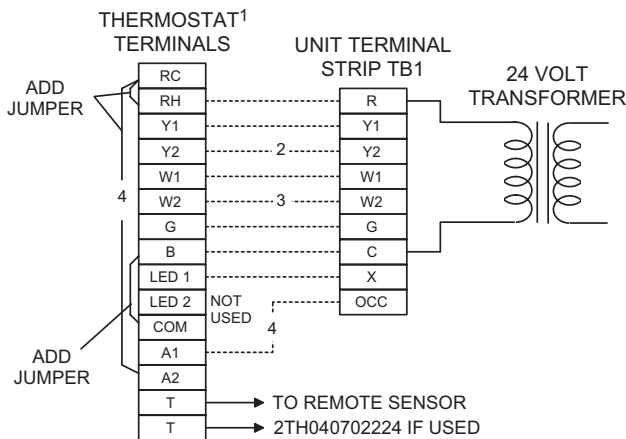 THERMOSTAT1
TERMINALS
UNIT TERMINAL
STRIP TB1
24 VOLT
TRANSFORMER
ADD
JUMPER
RC
RH
R
Y1
Y1
Y2
2
Y2
W1
W1
4
W2
3
W2
G
G
B
C
LED 1
X
LED 2
NOT
USED
OCC
COM
4
A1
ADD
JUMPER
A2
T
TO REMOTE SENSOR
T
2TH040702224 IF USED